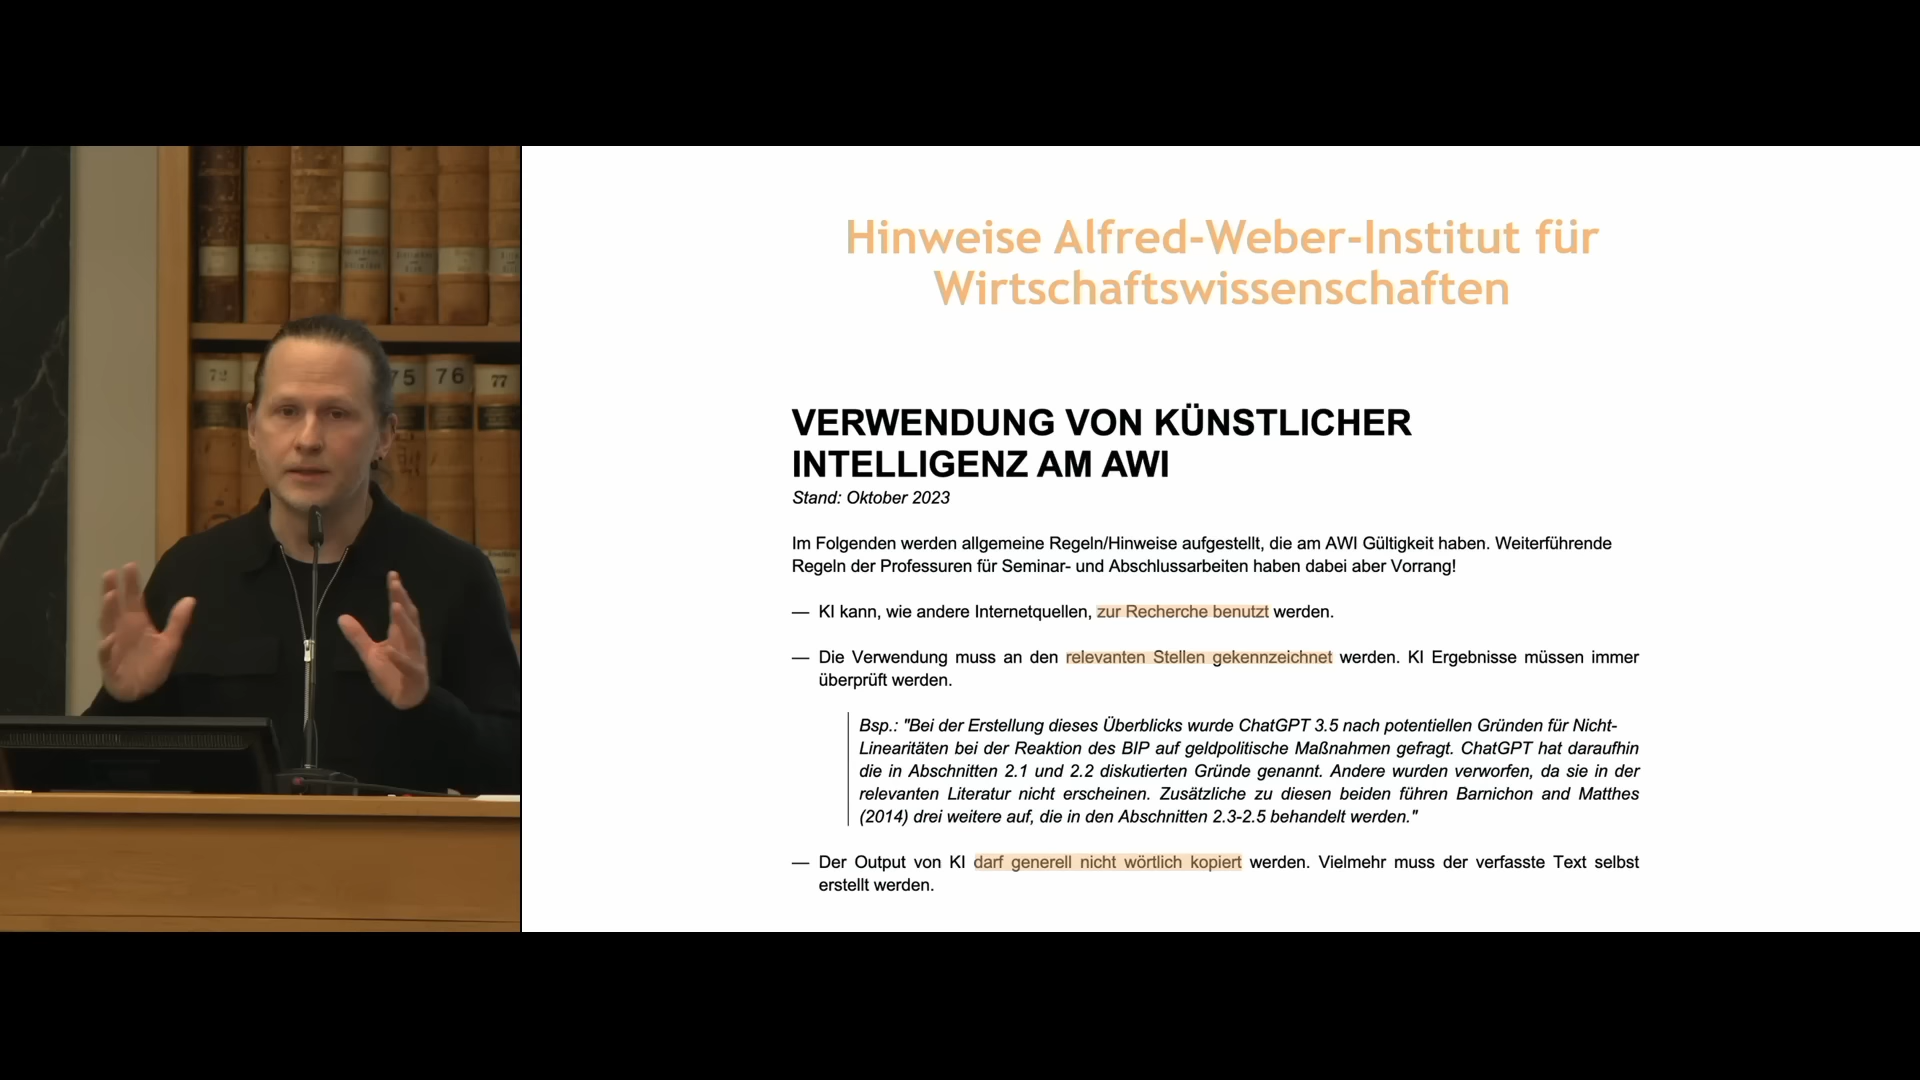 72
75
76
77
Hinweise Alfred-Weber-Institut für
Wirtschaftswissenschaften
VERWENDUNG VON KÜNSTLICHER
INTELLIGENZ AM AWI
Stand: Oktober 2023
Im Folgenden werden allgemeine Regeln/Hinweise aufgestellt, die am AWI Gültigkeit haben. Weiterführende
Regeln der Professuren für Seminar- und Abschlussarbeiten haben dabei aber Vorrang!
— KI kann, wie andere Internetquellen, zur Recherche benutzt werden.
— Die Verwendung muss an den relevanten Stellen gekennzeichnet werden. KI Ergebnisse müssen immer
überprüft werden.
Bsp.: "Bei der Erstellung dieses Überblicks wurde ChatGPT 3.5 nach potentiellen Gründen für Nicht-
Linearitäten bei der Reaktion des BIP auf geldpolitische Maßnahmen gefragt. ChatGPT hat daraufhin
die in Abschnitten 2.1 und 2.2 diskutierten Gründe genannt. Andere wurden verworfen, da sie in der
relevanten Literatur nicht erscheinen. Zusätzliche zu diesen beiden führen Barnichon and Matthes
(2014) drei weitere auf, die in den Abschnitten 2.3-2.5 behandelt werden."
— Der Output von KI darf generell nicht wörtlich kopiert werden. Vielmehr muss der verfasste Text selbst
erstellt werden.